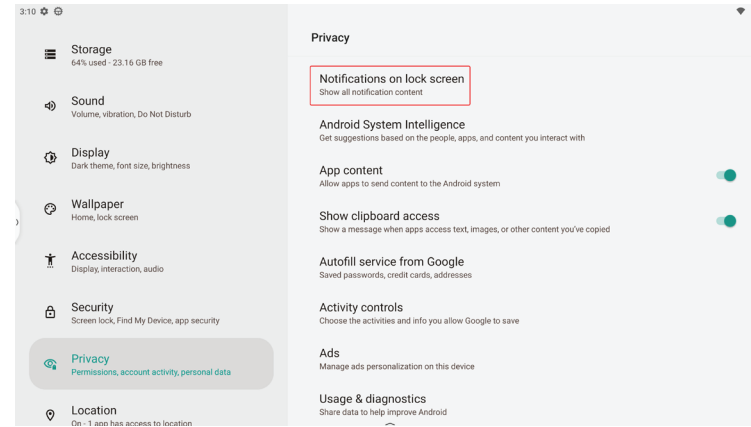 3:10
Storage
64% used - 23.16 GB free
Sound
Volume, vibration, Do Not Disturb
Display
Dark theme, font size, brightness
Wallpaper
Home, lock screen
Accessibility
Display, interaction, audio
Security
Screen lock, Find My Device, app security
Privacy
Permissions, account activity, personal data
Location
On - 1 app has access to location
Privacy
Notifications on lock screen
Show all notification content
Android System Intelligence
Get suggestions based on the people, apps, and content you interact with
App content
Allow apps to send content to the Android system
Show clipboard access
Show a message when apps access text, images, or other content you've copied
Autofill service from Google
Saved passwords, credit cards, addresses
Activity controls
Choose the activities and info you allow Google to save
Ads
Manage ads personalization on this device
Usage & diagnostics
Share data to help improve Android